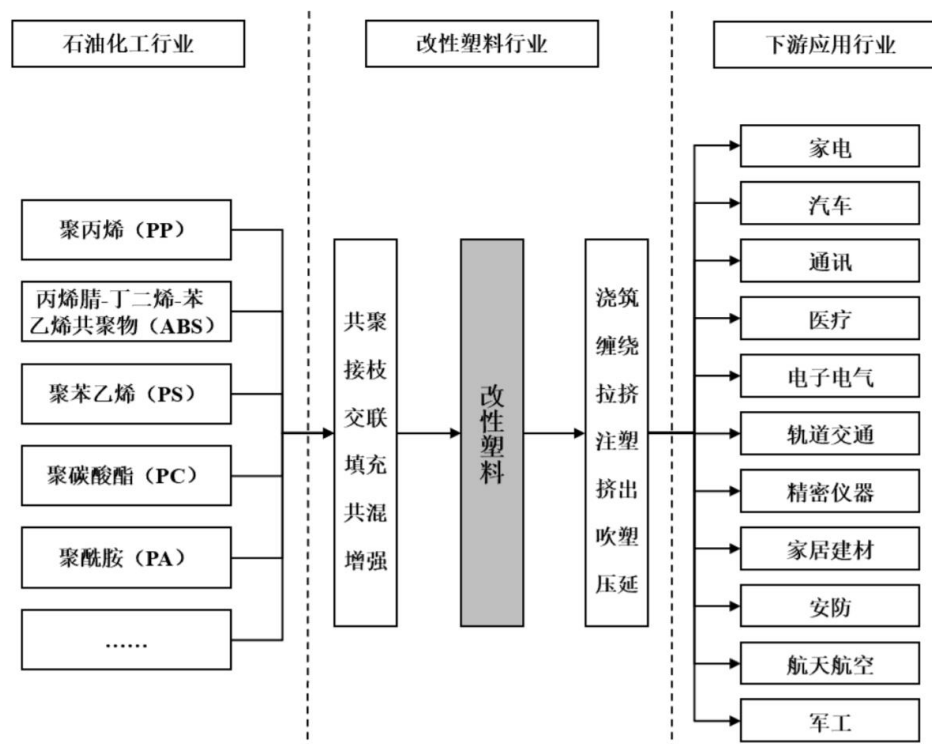 石油化工行业
改性塑料行业
下游应用行业
聚丙烯（PP）
丙烯腈-丁二烯-苯
乙烯共聚物（ABS）
聚苯乙烯（PS）
聚碳酸酯（PC）
聚酰胺（PA）
……
共聚
接枝
交联
填充
共混
增强
改性塑料
浇筑
缠绕
拉挤
注塑
挤出
吹塑
压延
家电
汽车
通讯
医疗
电子电气
轨道交通
精密仪器
家居建材
安防
航天航空
军工